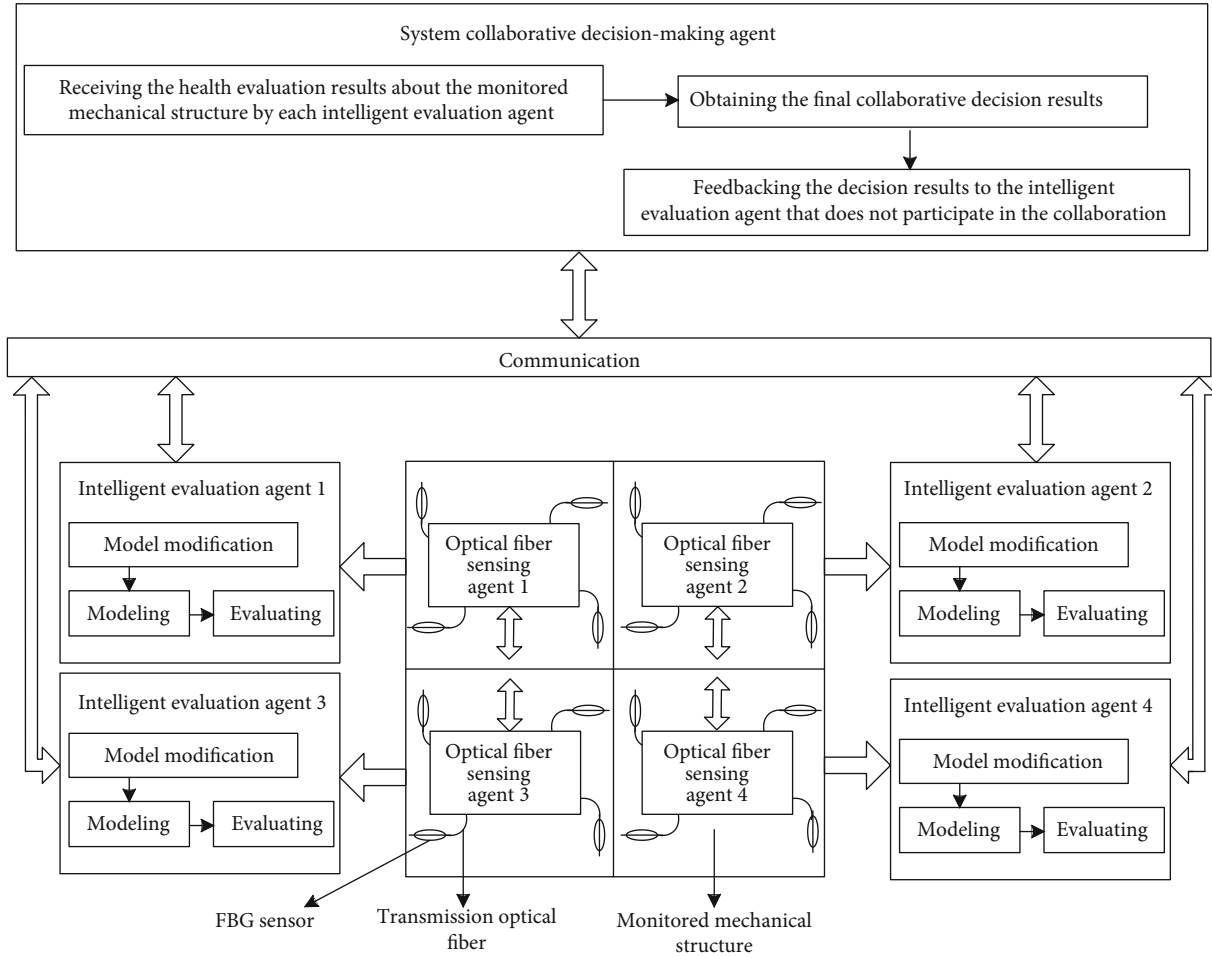 System collaborative decision-making agent
Receiving the health evaluation results about the monitored
mechanical structure by each intelligent evaluation agent
Obtaining the final collaborative decision results
Feedbacking the decision results to the intelligent
evaluation agent that does not participate in the collaboration
Communication
Intelligent evaluation agent 1
Model modification
Modeling
Evaluating
Optical fiber
sensing
agent 1
Optical fiber
sensing
agent 2
Intelligent evaluation agent 2
Model modification
Modeling
Evaluating
Intelligent evaluation agent 3
Model modification
Modeling
Evaluating
Optical fiber
sensing
agent 3
Optical fiber
sensing
agent 4
Intelligent evaluation agent 4
Model modification
Modeling
Evaluating
FBG sensor
Transmission optical
fiber
Monitored mechanical
structure